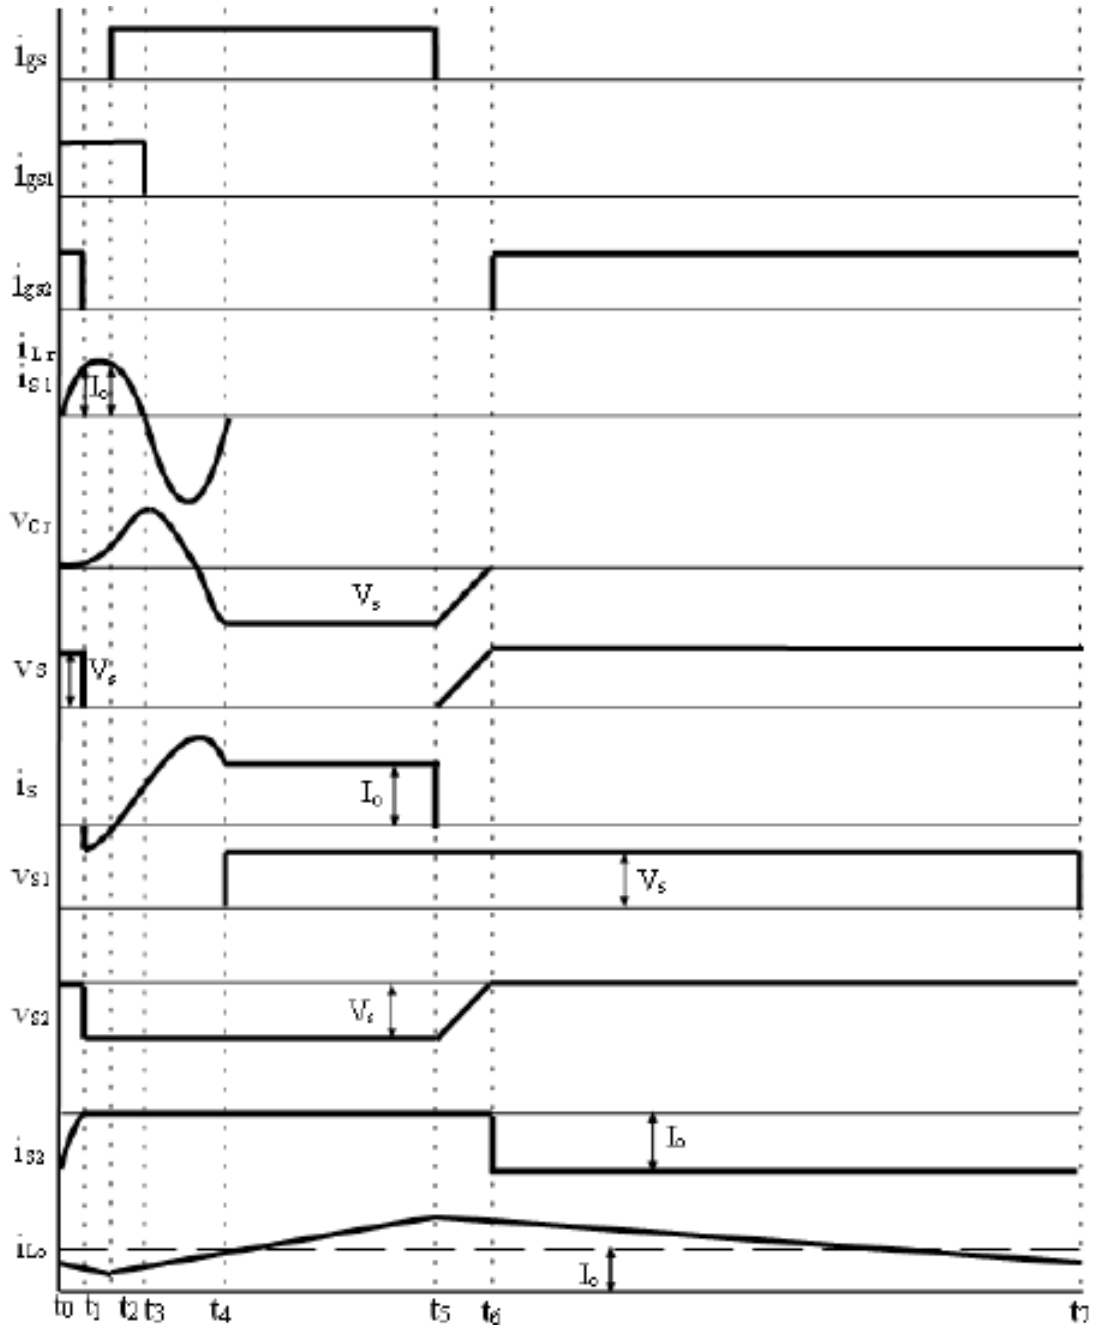 igs
igs1
igs2
iLr
iS1
Io
vCr
Vs
vS
Vs
iS
Io
vS1
Vs
vS2
Vs
iS2
Io
iLo
Io
t0 t1 t2 t3 t4 t5 t6 t7